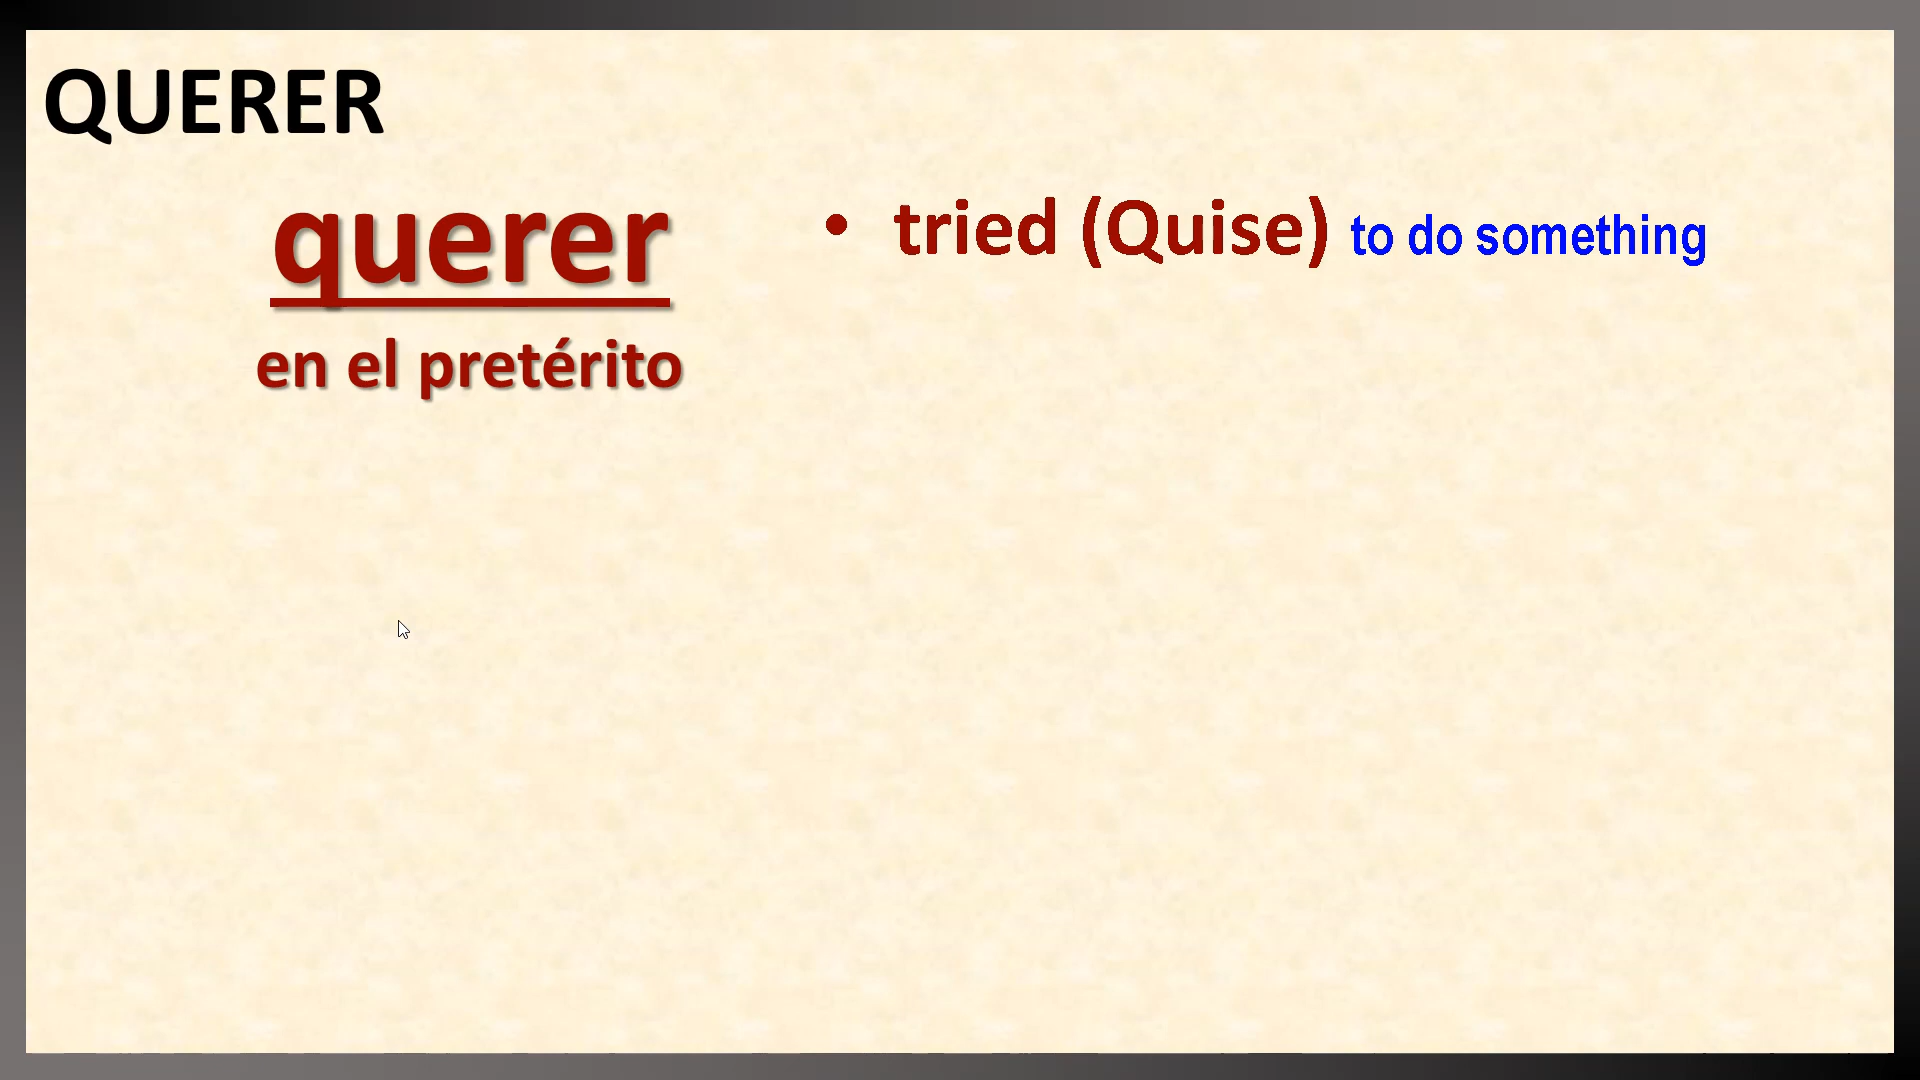 QUERER
querer
en el pretérito
• tried (Quise) to do something